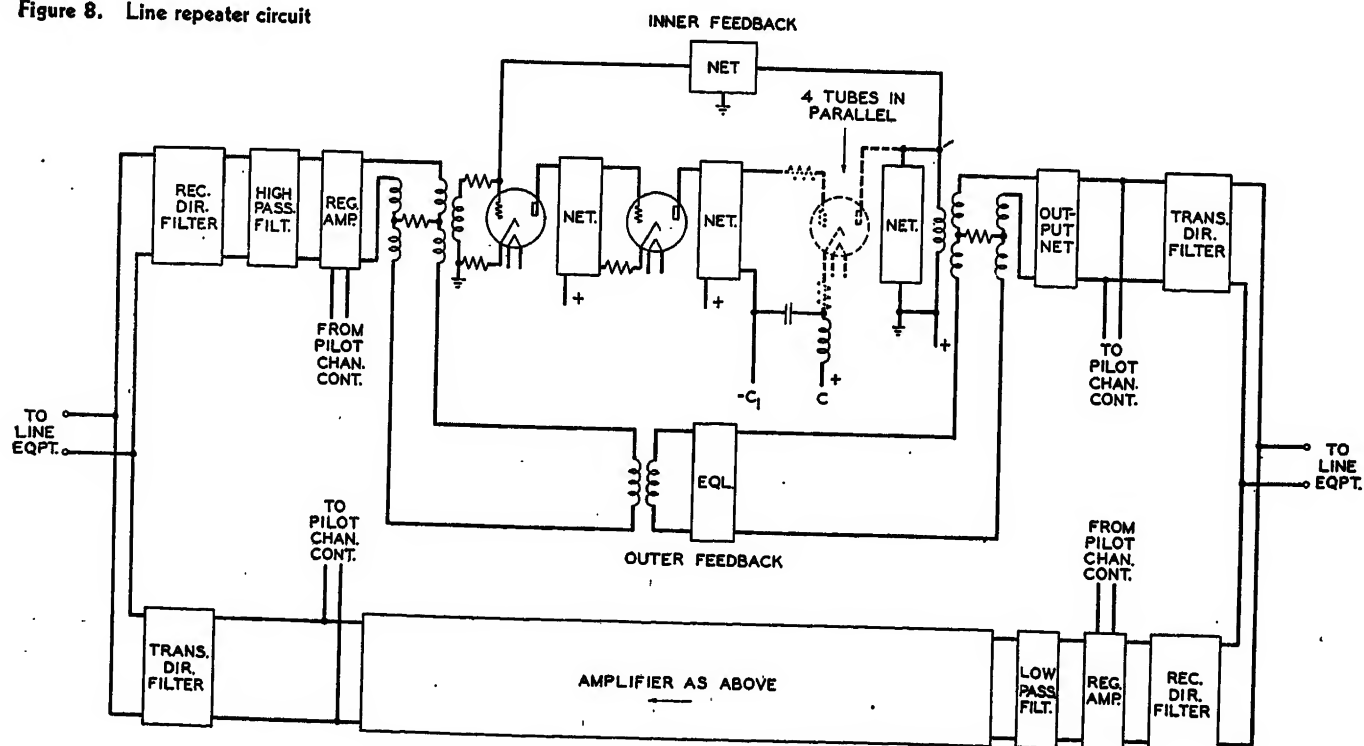 Figure 8. Line repeater circuit
INNER FEEDBACK
NET
4 TUBES IN
PARALLEL
REC.
DIR.
FILTER
HIGH
PASS.
FILT.
REG.
AMP.
NET.
NET.
NET.
OUT-
PUT
NET
TRANS.
DIR.
FILTER
+
+
+
FROM
PILOT
CHAN.
CONT.
TO
PILOT
CHAN.
CONT.
-C1
C
+
TO
LINE
EQPT.
EQL.
TO
LINE
EQPT.
OUTER FEEDBACK
TO
PILOT
CHAN.
CONT.
FROM
PILOT
CHAN.
CONT.
TRANS.
DIR.
FILTER
AMPLIFIER AS ABOVE
LOW
PASS.
FILT.
REG.
AMP.
REC.
DIR.
FILTER